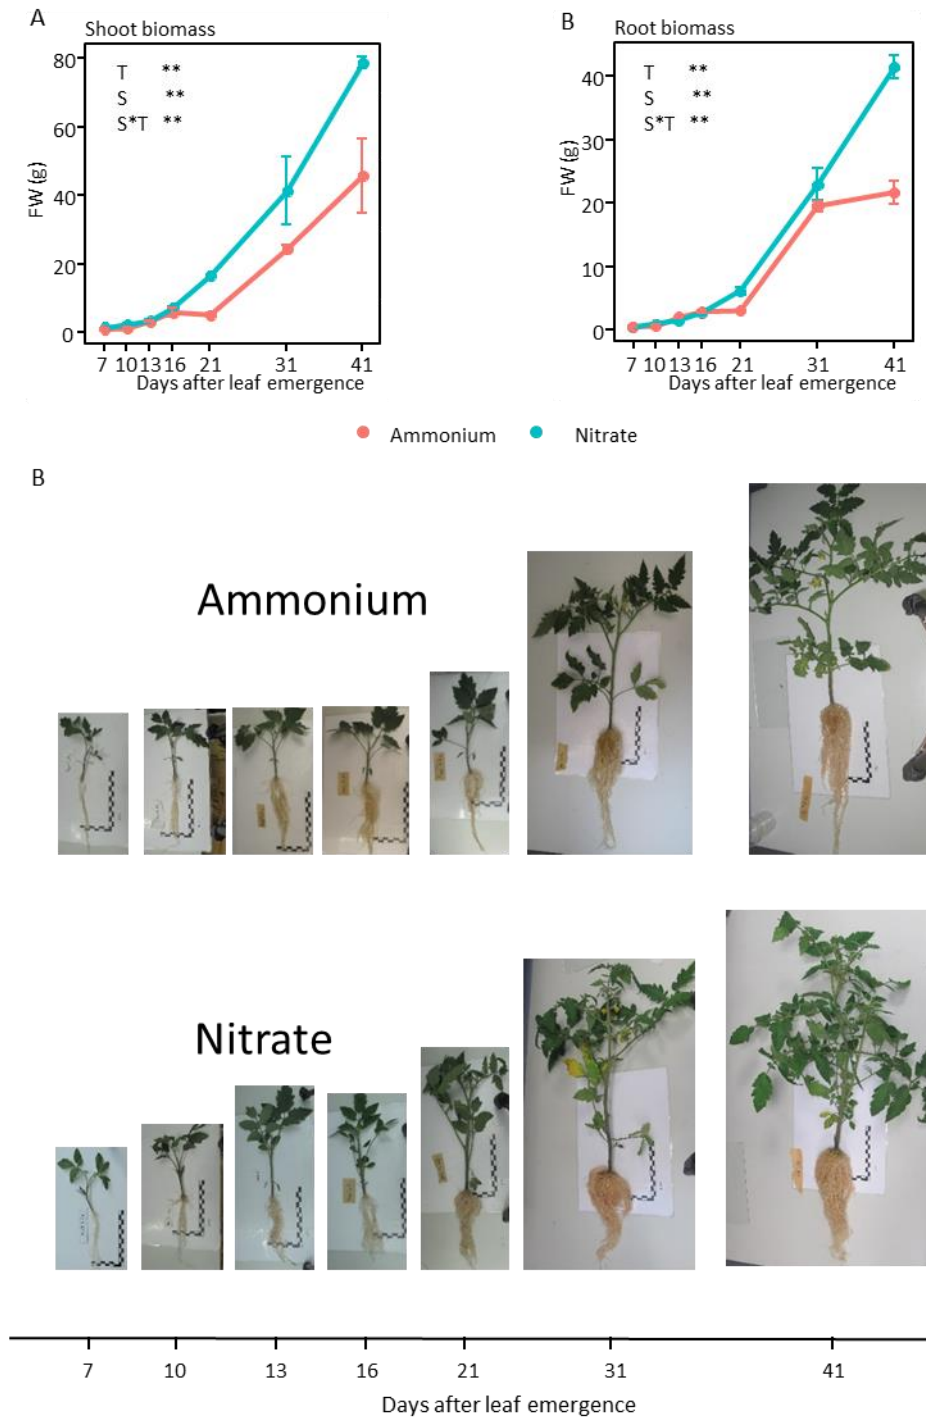 A
Shoot biomass
80
60
40
20
0
FW (g)
T **
S **
S*T **
7 10 13 16 21 31 41
Days after leaf emergence
B
Root biomass
40
30
20
10
0
FW (g)
T **
S **
S*T **
7 10 13 16 21 31 41
Days after leaf emergence
Ammonium Nitrate
B
Ammonium
Nitrate
7 10 13 16 21 31 41
Days after leaf emergence